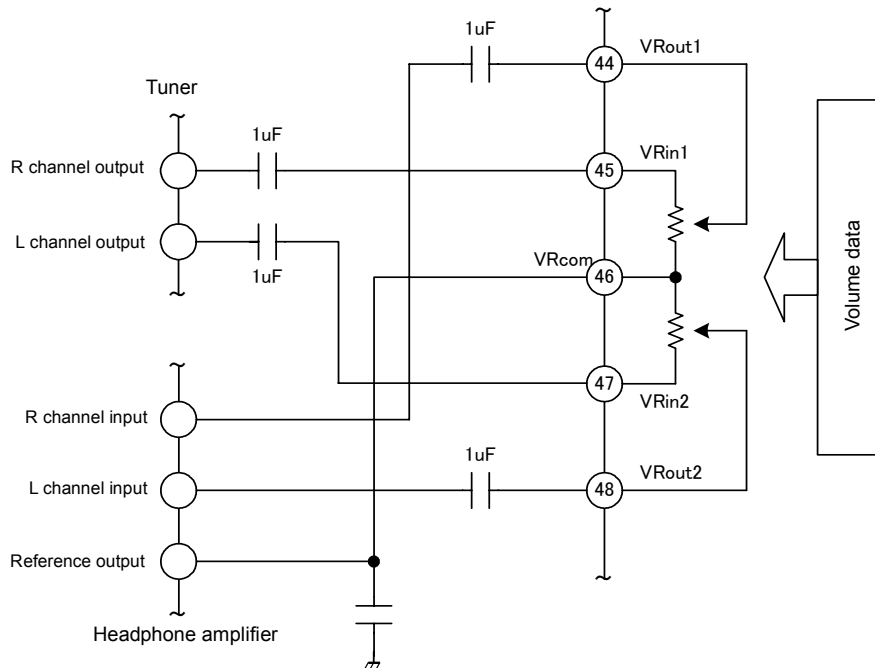 1uF
44
VRout1
Tuner
1uF
R channel output
45
VRin1
L channel output
1uF
VRcom
46
Volume data
47
VRin2
R channel input
1uF
L channel input
48
VRout2
Reference output
Headphone amplifier